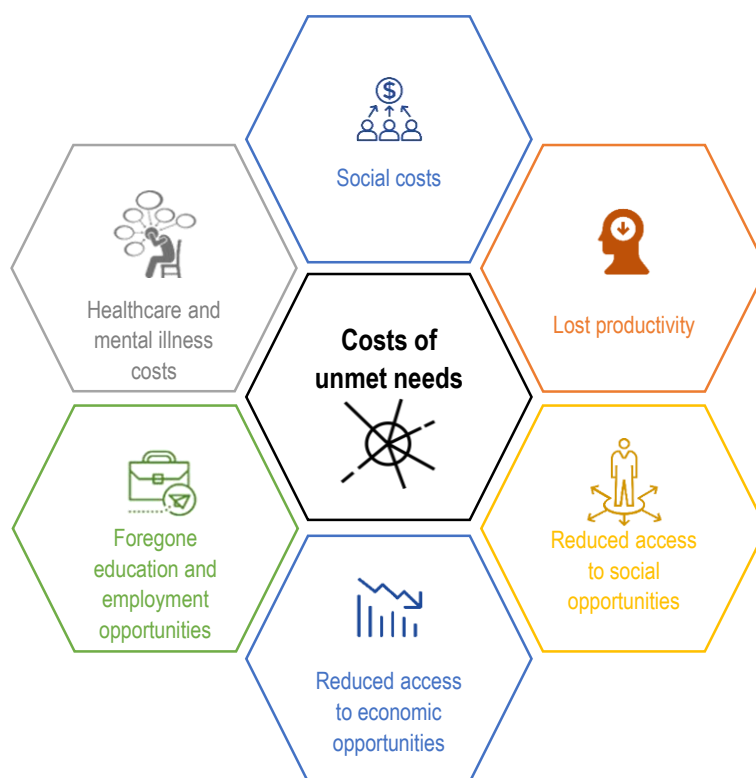 $
Social costs
Healthcare and
mental illness
costs
Lost productivity
Costs of
unmet needs
Foregone
education and
employment
opportunities
Reduced access
to social
opportunities
Reduced access
to economic
opportunities